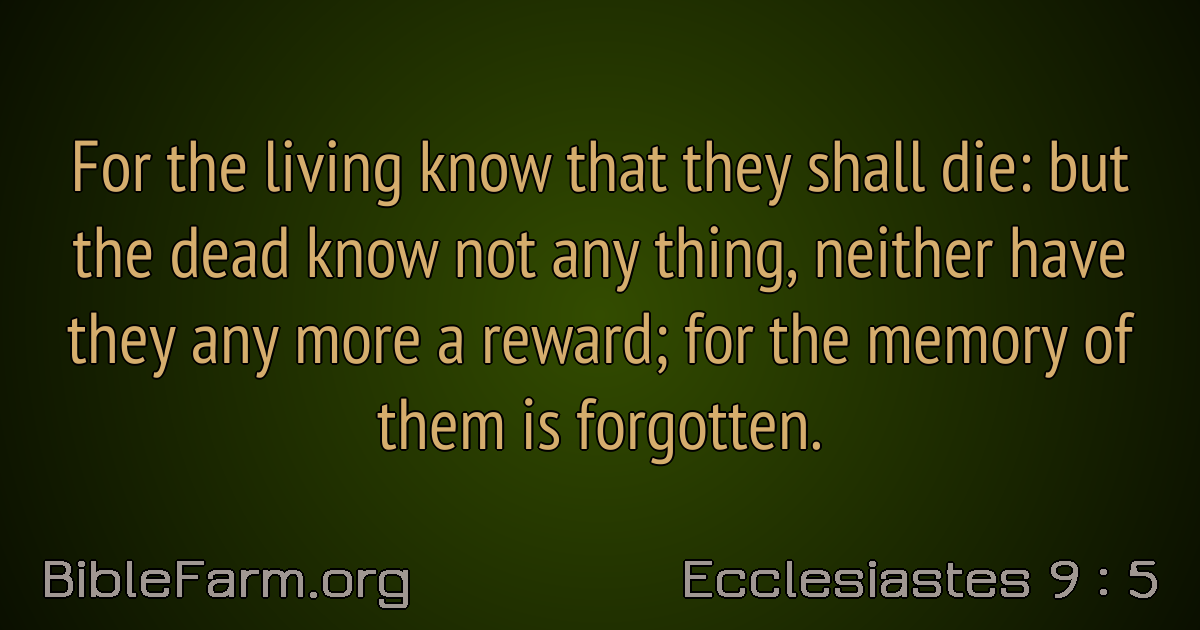 For the living know that they shall die: but
the dead know not any thing, neither have
they any more a reward; for the memory of
them is forgotten.
BibleFarm.org
Ecclesiastes 9 : 5